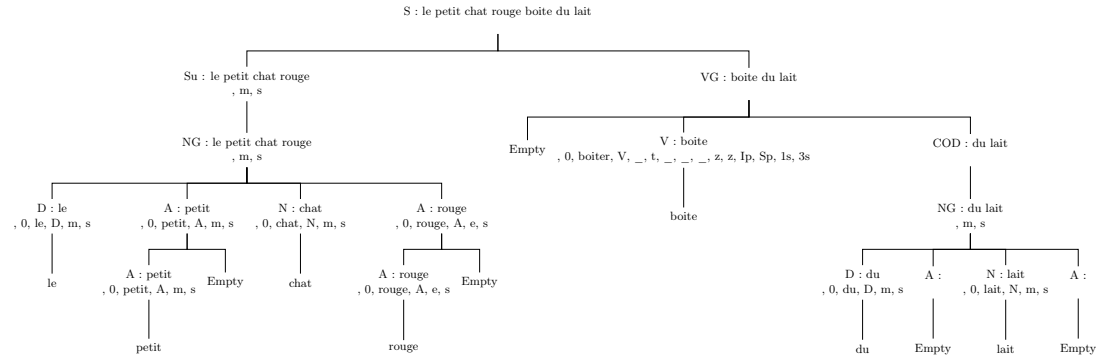 S : le petit chat rouge boite du lait
Su : le petit chat rouge
, m, s
VG : boite du lait
NG : le petit chat rouge
, m, s
Empty
V : boite
, 0, boiter, V, _, t, _, _, _, z, z, Ip, Sp, 1s, 3s
COD : du lait
D : le
, 0, le, D, m, s
A : petit
, 0, petit, A, m, s
N : chat
, 0, chat, N, m, s
A : rouge
, 0, rouge, A, e, s
boite
NG : du lait
, m, s
le
A : petit
, 0, petit, A, m, s
Empty
chat
A : rouge
, 0, rouge, A, e, s
Empty
D : du
, 0, du, D, m, s
A :
N : lait
, 0, lait, N, m, s
A :
petit
rouge
du
Empty
lait
Empty